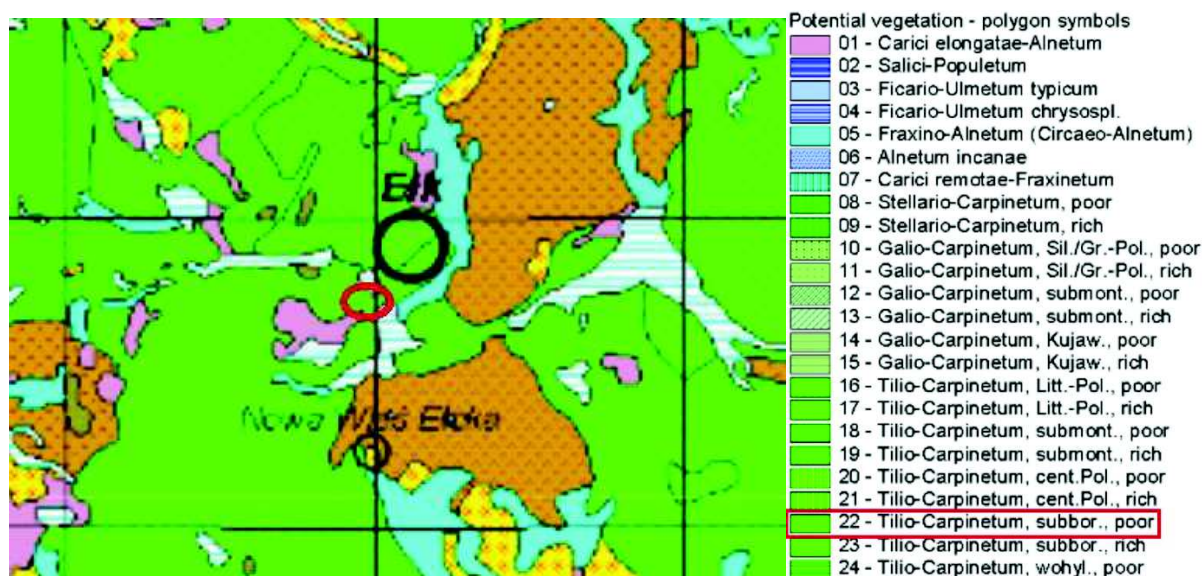 Ełk
Nowa Wieś Ełcka
Potential vegetation - polygon symbols
01 - Carici elongatae-Alnetum
02 - Salici-Populetum
03 - Ficario-Ulmetum typicum
04 - Ficario-Ulmetum chrysospl.
05 - Fraxino-Alnetum (Circaeo-Alnetum)
06 - Alnetum incanae
07 - Carici remotae-Fraxinetum
08 - Stellario-Carpinetum, poor
09 - Stellario-Carpinetum, rich
10 - Galio-Carpinetum, Sil./Gr.-Pol., poor
11 - Galio-Carpinetum, Sil./Gr.-Pol., rich
12 - Galio-Carpinetum, submont., poor
13 - Galio-Carpinetum, submont., rich
14 - Galio-Carpinetum, Kujaw., poor
15 - Galio-Carpinetum, Kujaw., rich
16 - Tilio-Carpinetum, Litt.-Pol., poor
17 - Tilio-Carpinetum, Litt.-Pol., rich
18 - Tilio-Carpinetum, submont., poor
19 - Tilio-Carpinetum, submont., rich
20 - Tilio-Carpinetum, cent.Pol., poor
21 - Tilio-Carpinetum, cent.Pol., rich
22 - Tilio-Carpinetum, subbor., poor
23 - Tilio-Carpinetum, subbor., rich
24 - Tilio-Carpinetum, wohyl., poor